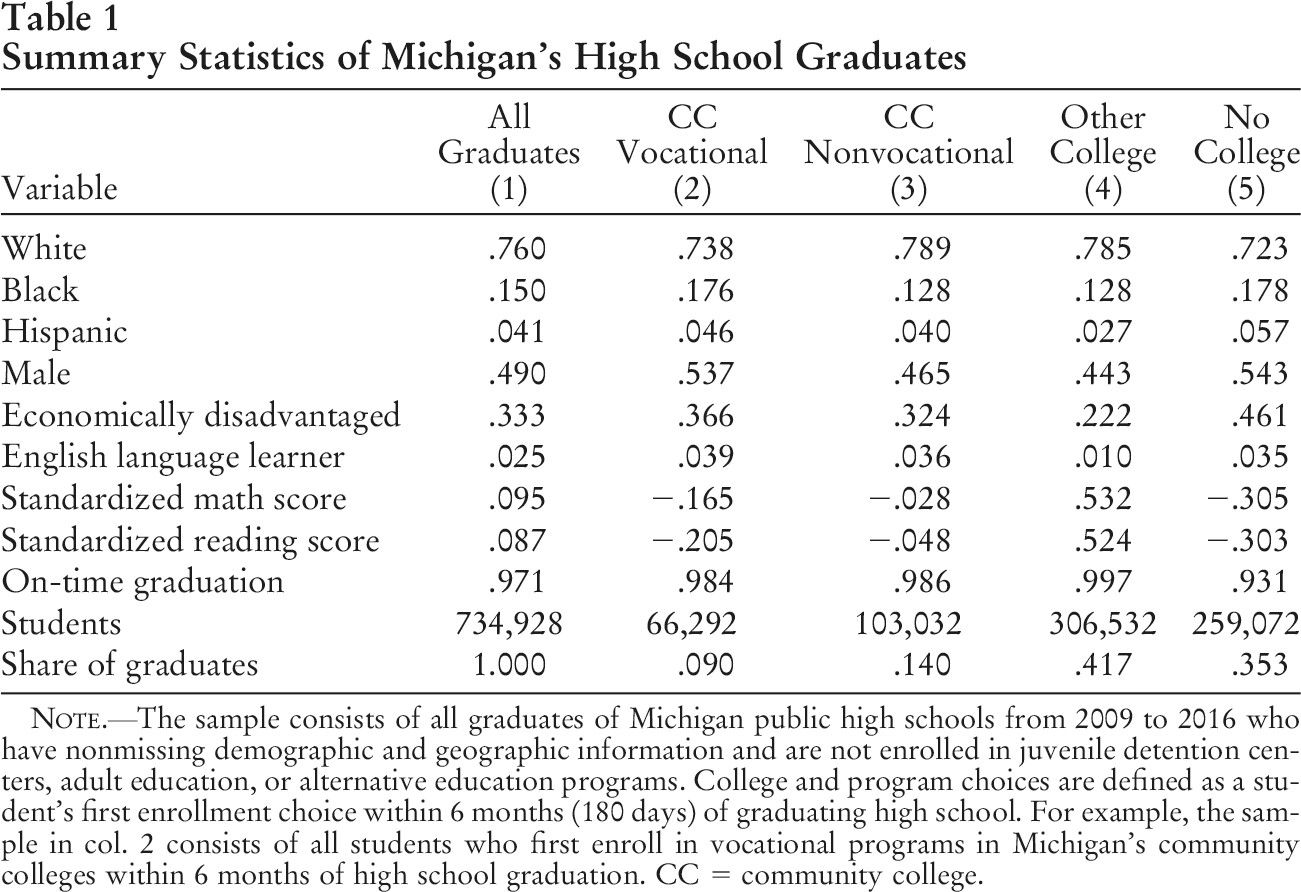 Table 1
Summary Statistics of Michigan’s High School Graduates
All CC CC Other No
Graduates Vocational Nonvocational College College
Variable (1) (2) (3) (4) (5)
White .760 .738 .789 .785 .723
Black .150 .176 .128 .128 .178
Hispanic .041 .046 .040 .027 .057
Male .490 .537 .465 .443 .543
Economically disadvantaged .333 .366 .324 .222 .461
English language learner .025 .039 .036 .010 .035
Standardized math score .095 −.165 −.028 .532 −.305
Standardized reading score .087 −.205 −.048 .524 −.303
On-time graduation .971 .984 .986 .997 .931
Students 734,928 66,292 103,032 306,532 259,072
Share of graduates 1.000 .090 .140 .417 .353
NOTE.—The sample consists of all graduates of Michigan public high schools from 2009 to 2016 who
have nonmissing demographic and geographic information and are not enrolled in juvenile detention cen-
ters, adult education, or alternative education programs. College and program choices are defined as a stu-
dent’s first enrollment choice within 6 months (180 days) of graduating high school. For example, the sam-
ple in col. 2 consists of all students who first enroll in vocational programs in Michigan’s community
colleges within 6 months of high school graduation. CC = community college.